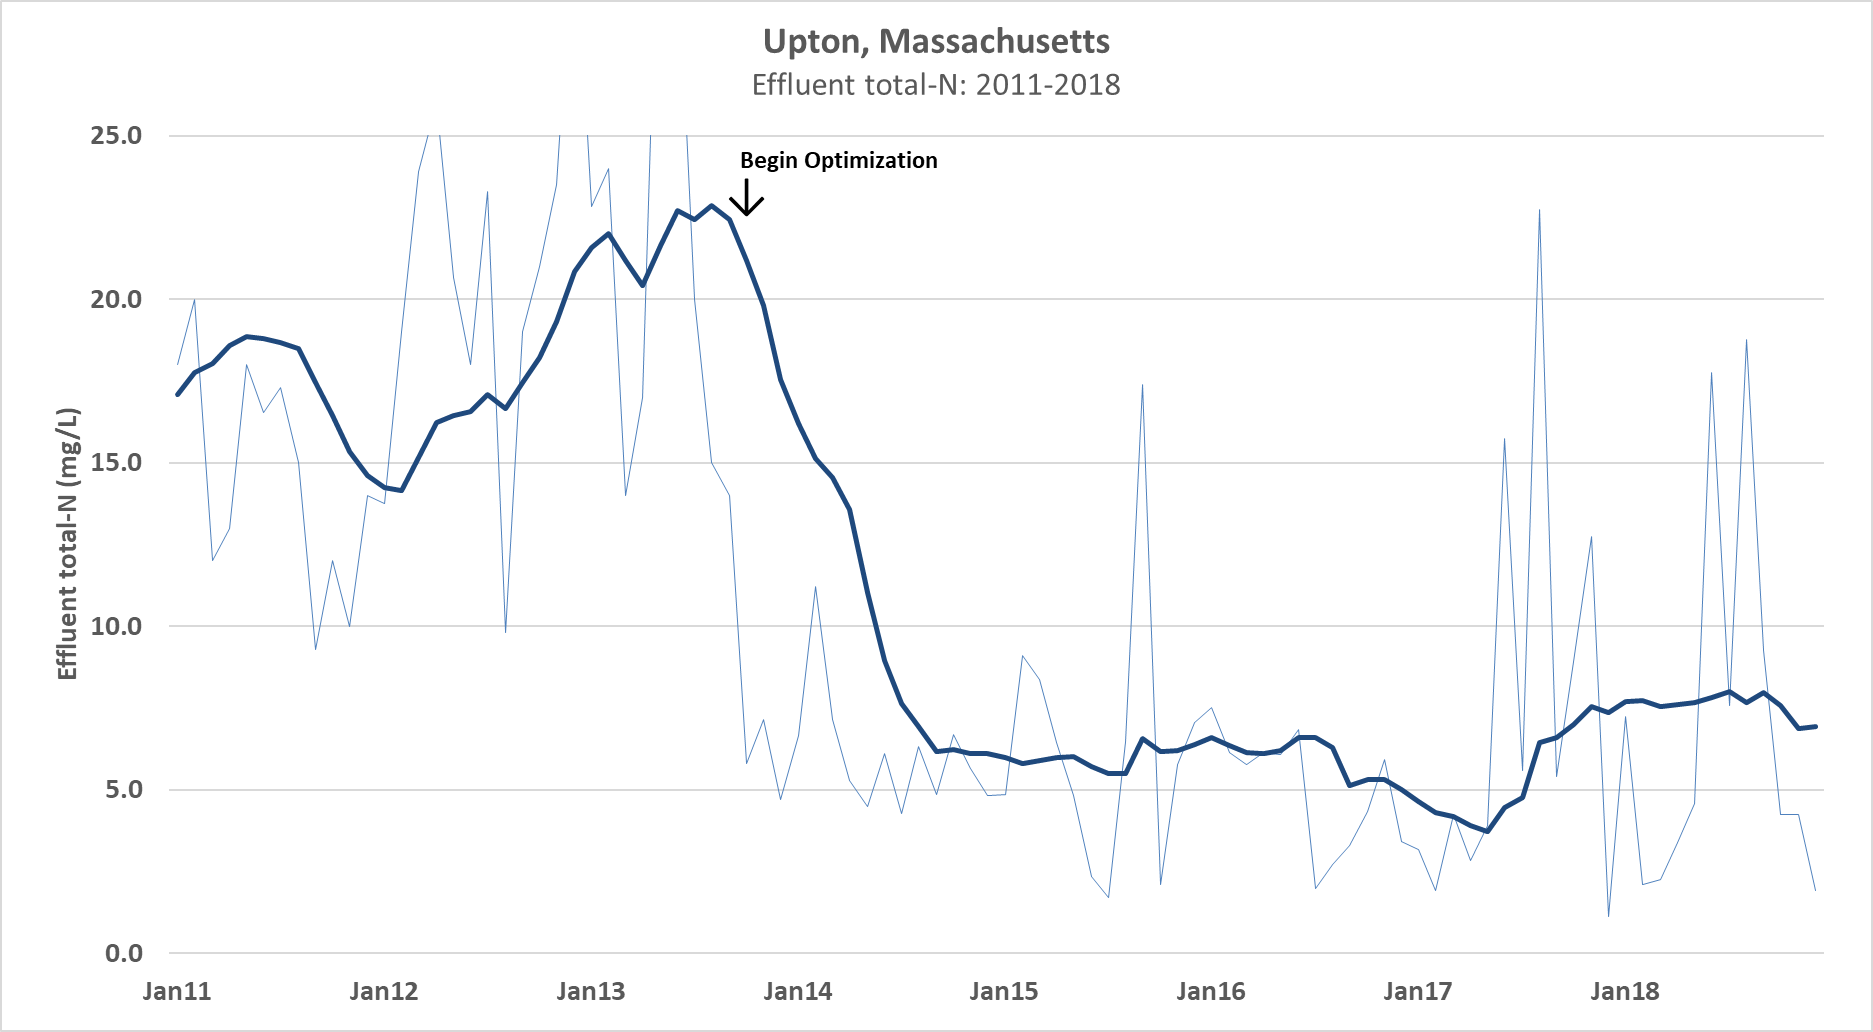 Upton, Massachusetts
Effluent total-N: 2011-2018
25.0
Begin Optimization
20.0
15.0
Effluent total-N (mg/L)
10.0
5.0
0.0
Jan11 Jan12 Jan13 Jan14 Jan15 Jan16 Jan17 Jan18